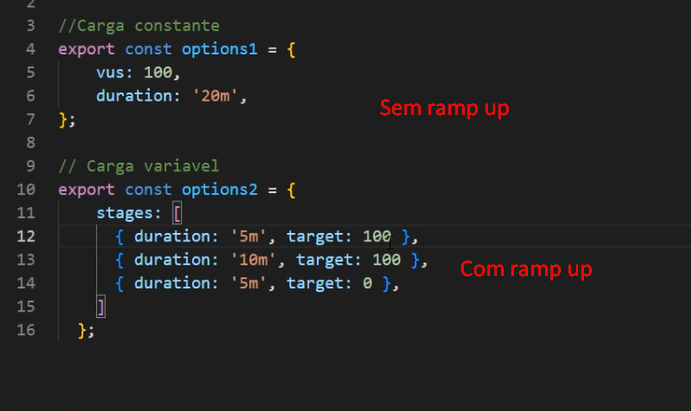 2
3 //Carga constante
4 export const options1 = {
5 vus: 100,
6 duration: '20m',
Sem ramp up
7 };
8
9 // Carga variavel
10 export const options2 = {
11 stages: [
12 { duration: '5m', target: 100 },
13 { duration: '10m', target: 100 },
Com ramp up
14 { duration: '5m', target: 0 },
15 ]
16 };